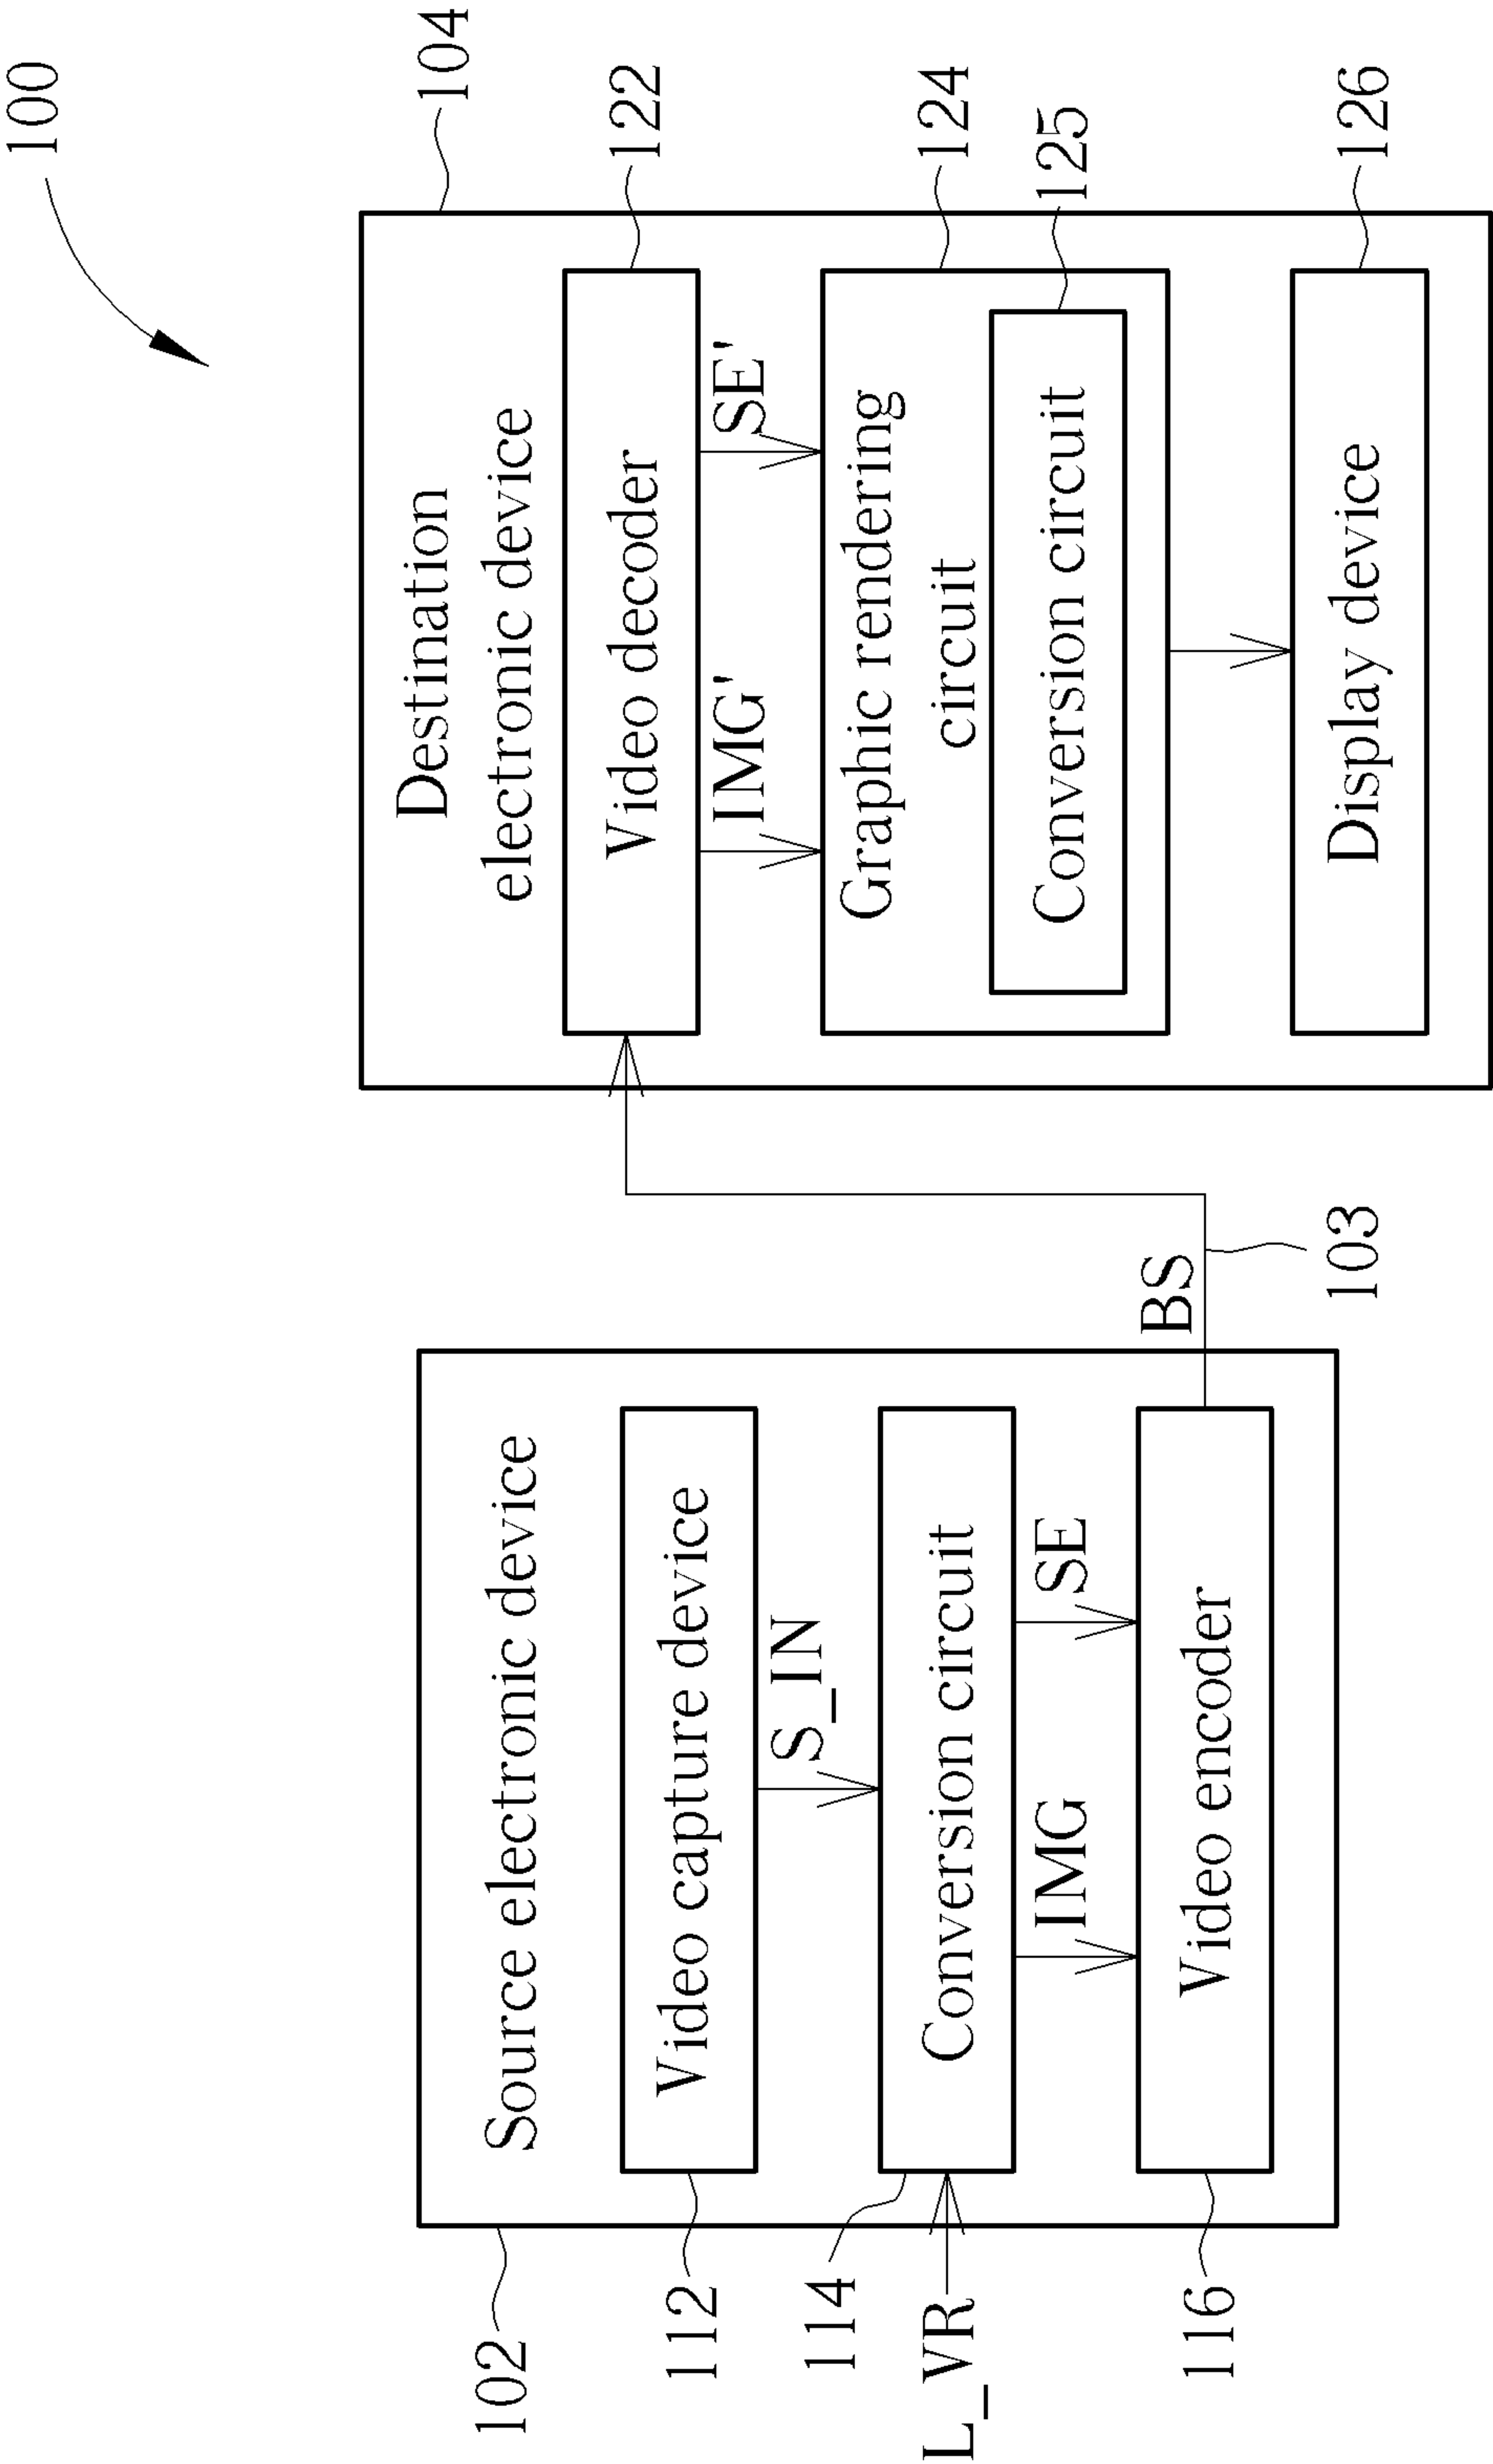 100
Source electronic device
102
Video capture device
112
S_IN
Conversion circuit
114
L_VR
IMG
SE
Video encoder
116
BS
103
Destination
electronic device
104
Video decoder
122
IMG'
SE'
Graphic rendering
circuit
124
Conversion circuit
125
Display device
126